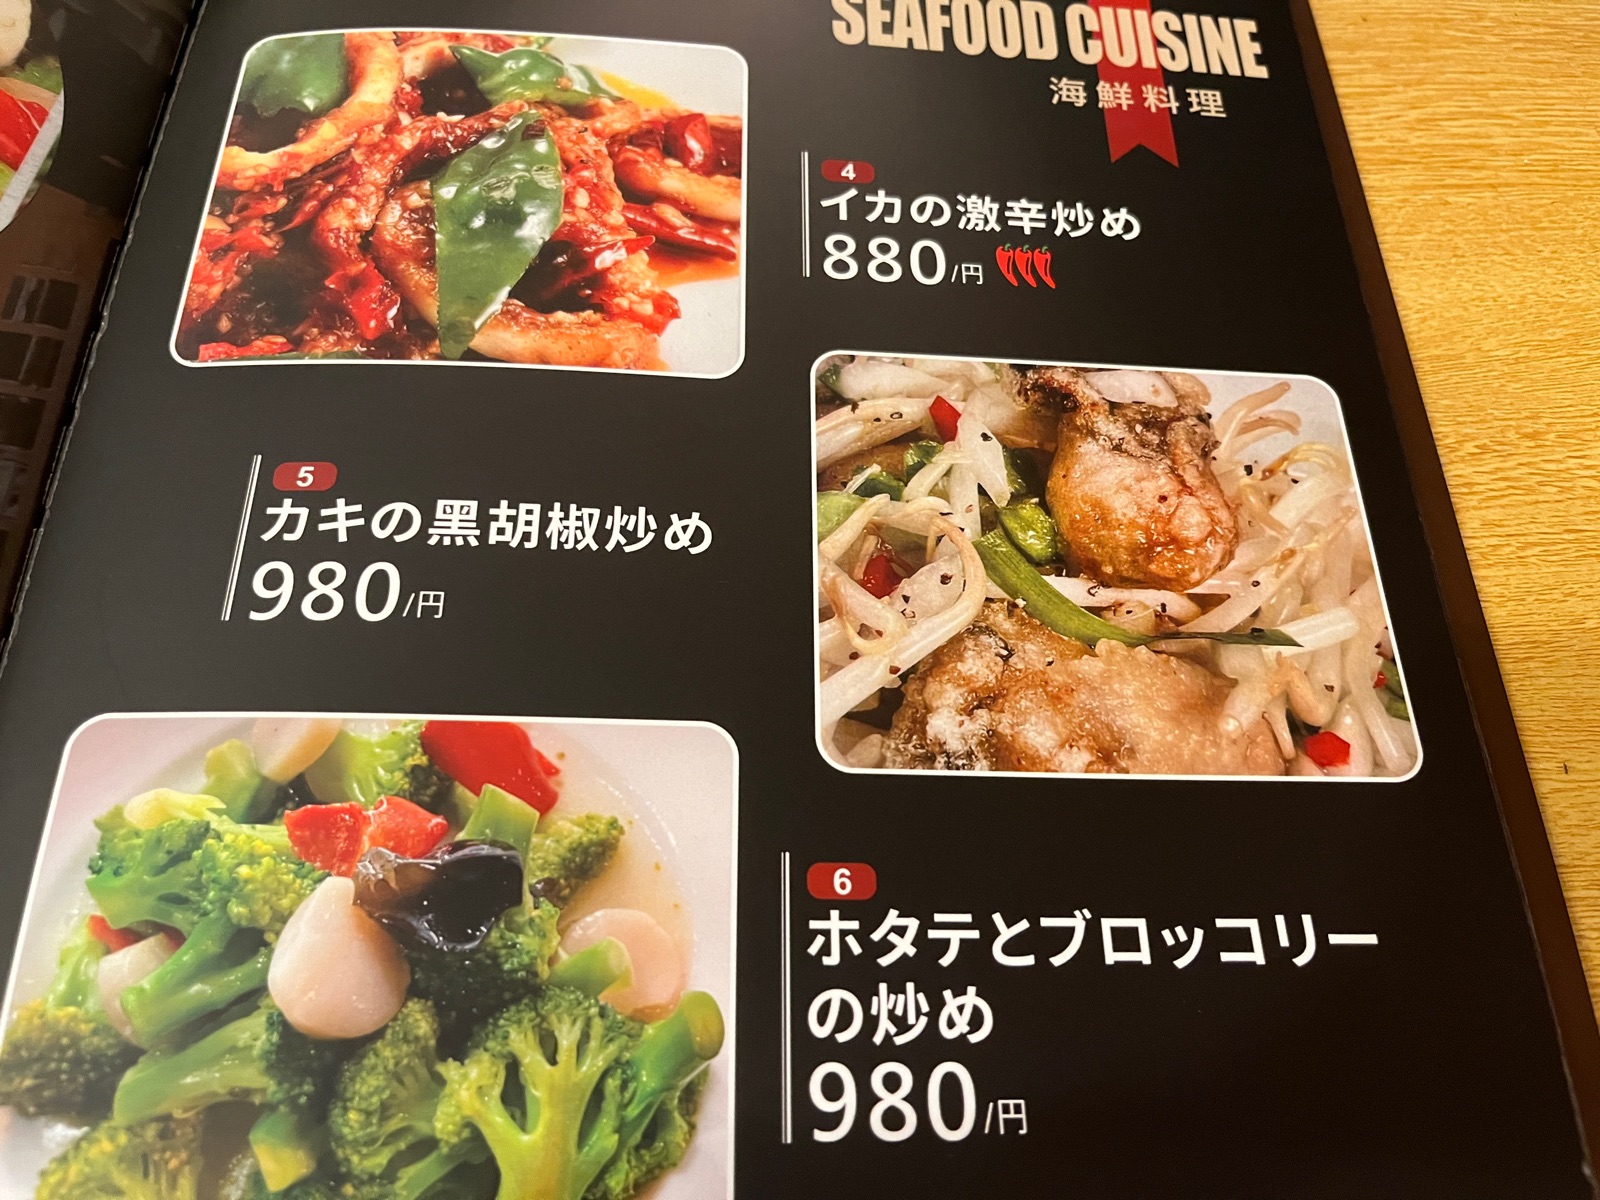 SEAFOOD CUISINE
海鮮料理
4
イカの激辛炒め
880/円
5
カキの黒胡椒炒め
980/円
6
ホタテとブロッコリー
の炒め
980/円